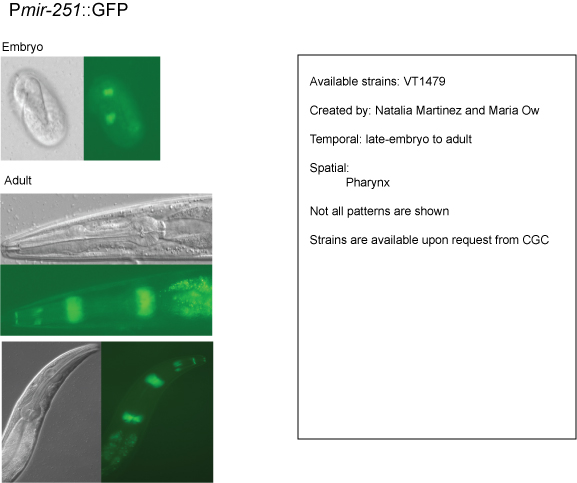 Pmir-251::GFP
Embryo
Adult
Available strains: VT1479
Created by: Natalia Martinez and Maria Ow
Temporal: late-embryo to adult
Spatial:
Pharynx
Not all patterns are shown
Strains are available upon request from CGC